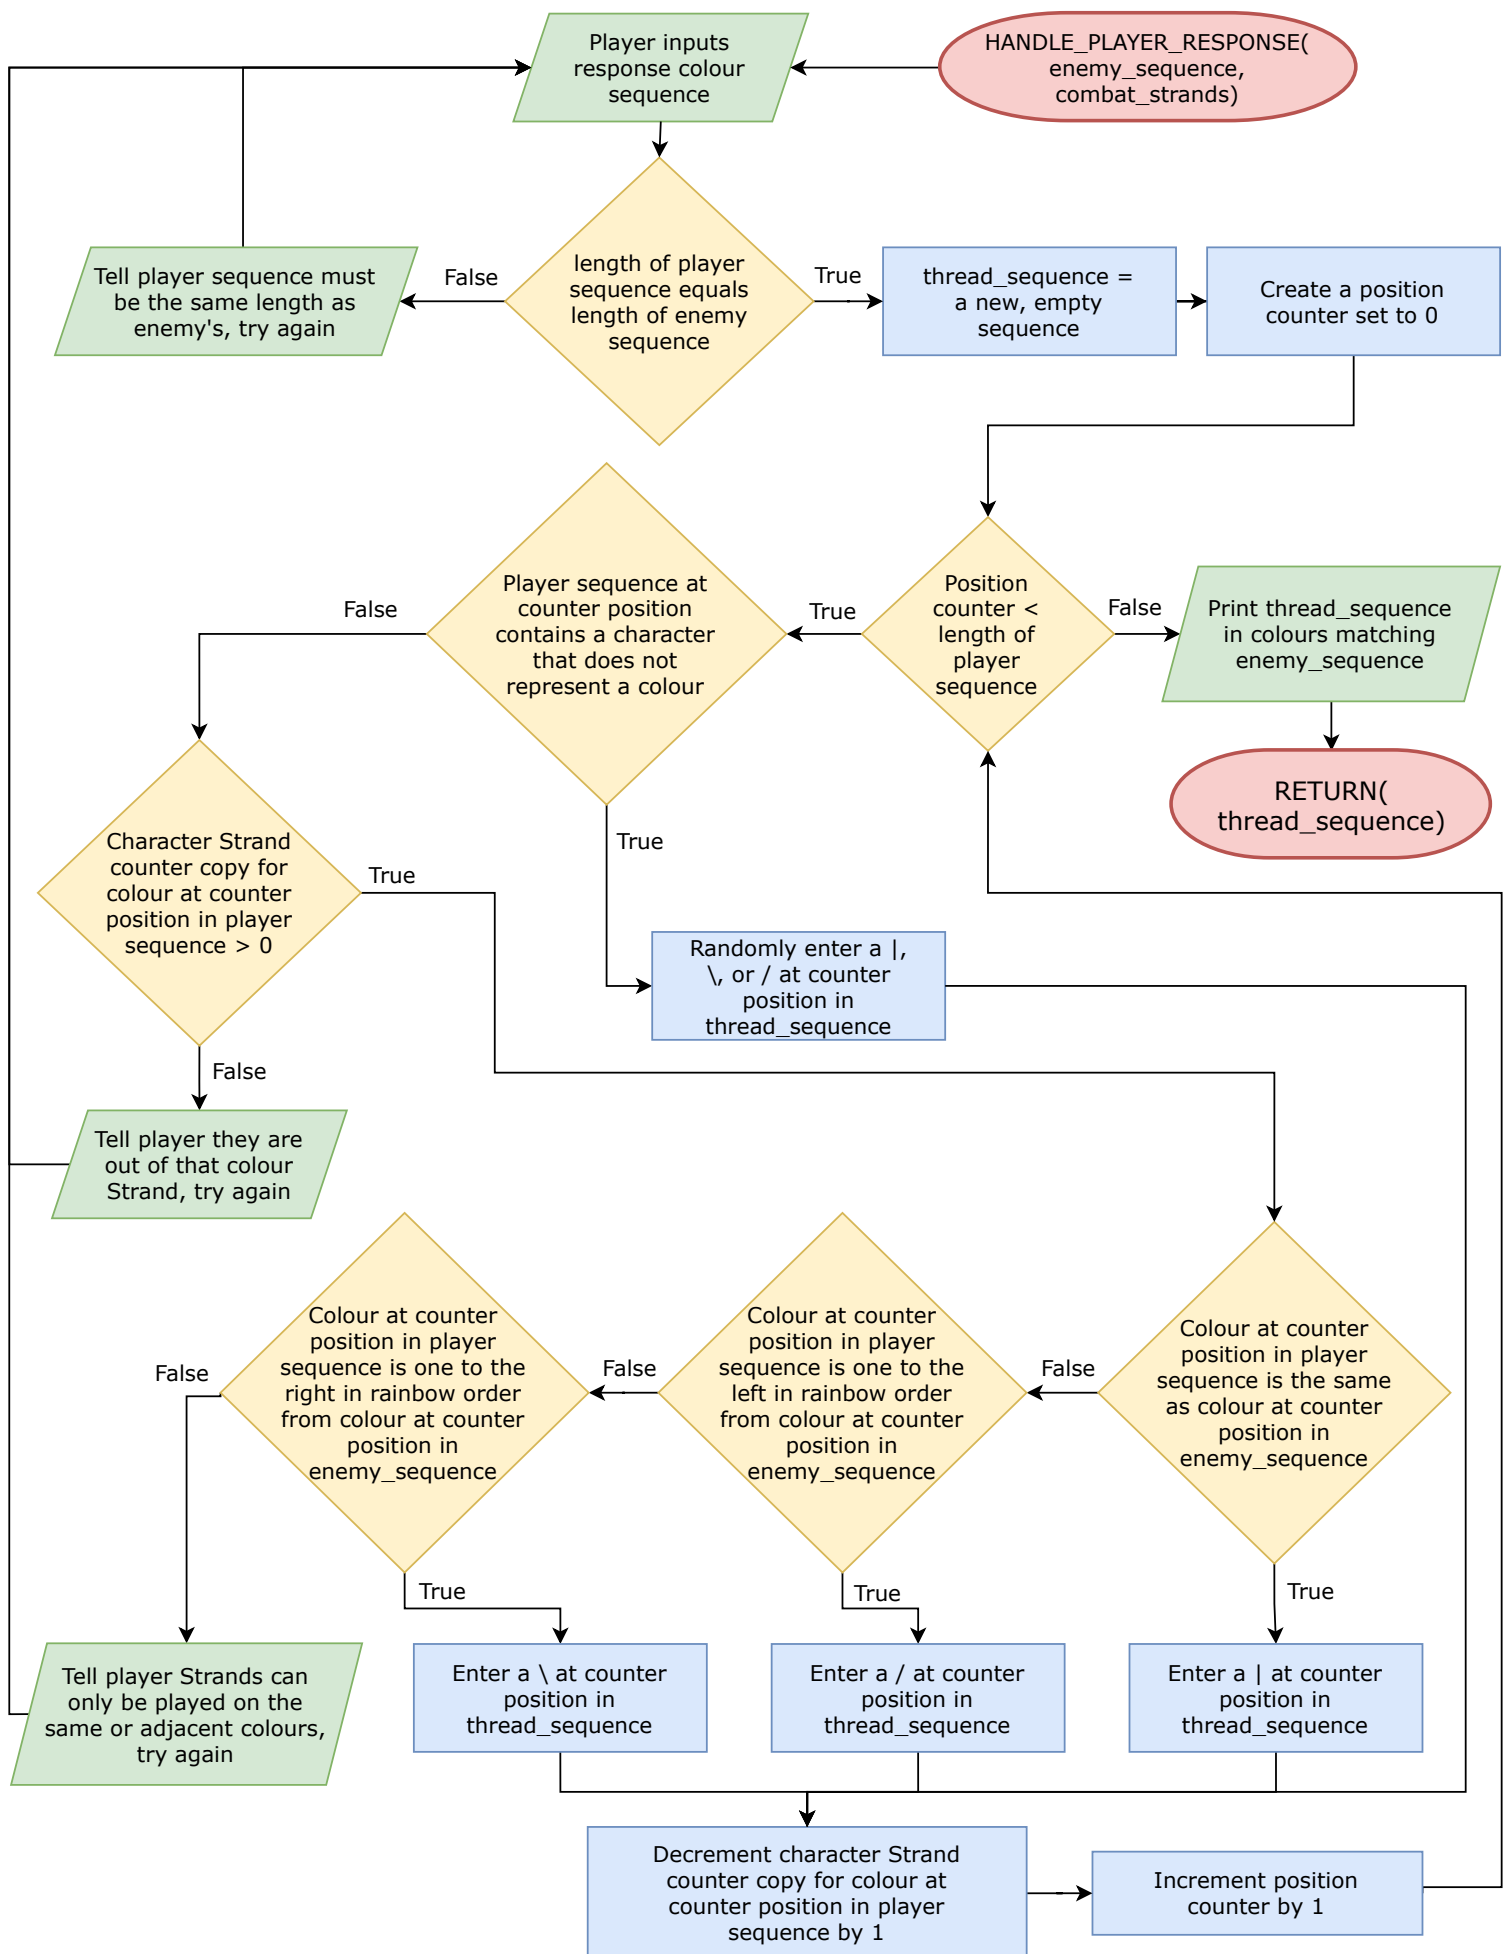 Player inputs
response colour
sequence
HANDLE_PLAYER_RESPONSE(
enemy_sequence,
combat_strands)
Tell player sequence must
be the same length as
enemy's, try again
False
length of player
sequence equals
length of enemy
sequence
True
thread_sequence =
a new, empty
sequence
Create a position
counter set to 0
False
Player sequence at
counter position
contains a character
that does not
represent a colour
True
Position
counter <
length of
player
sequence
False
Print thread_sequence
in colours matching
enemy_sequence
RETURN(
thread_sequence)
Character Strand
counter copy for
colour at counter
position in player
sequence > 0
True
True
Randomly enter a |,
\, or / at counter
position in
thread_sequence
False
Tell player they are
out of that colour
Strand, try again
False
Colour at counter
position in player
sequence is one to the
right in rainbow order
from colour at counter
position in
enemy_sequence
False
Colour at counter
position in player
sequence is one to the
left in rainbow order
from colour at counter
position in
enemy_sequence
False
Colour at counter
position in player
sequence is the same
as colour at counter
position in
enemy_sequence
True
True
True
Tell player Strands can
only be played on the
same or adjacent colours,
try again
Enter a \ at counter
position in
thread_sequence
Enter a / at counter
position in
thread_sequence
Enter a | at counter
position in
thread_sequence
Decrement character Strand
counter copy for colour at
counter position in player
sequence by 1
Increment position
counter by 1